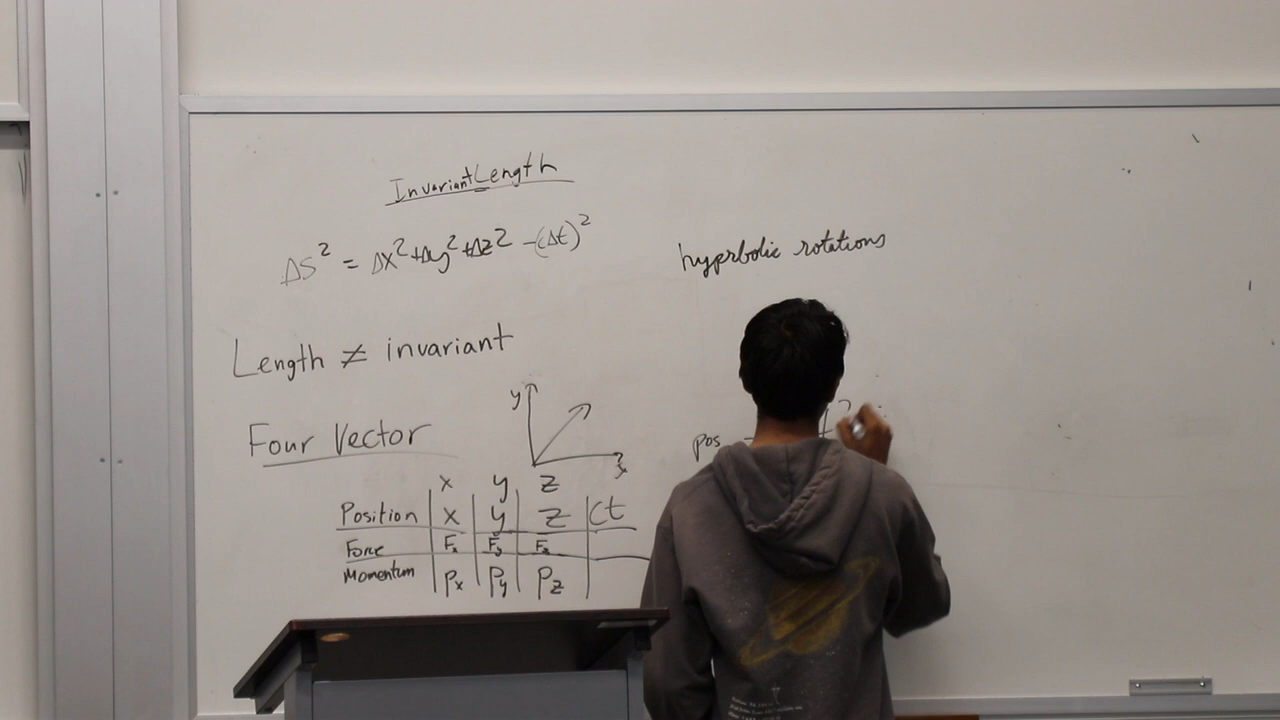 Invariant Length
ΔS² = Δx²+Δy²+Δz² -(cΔt)²
Length ≠ invariant
Four Vector
y
x
x y z
Position x y z ct
Force Fx Fy Fz
Momentum Px Py Pz
hyprbolic rotations
pos